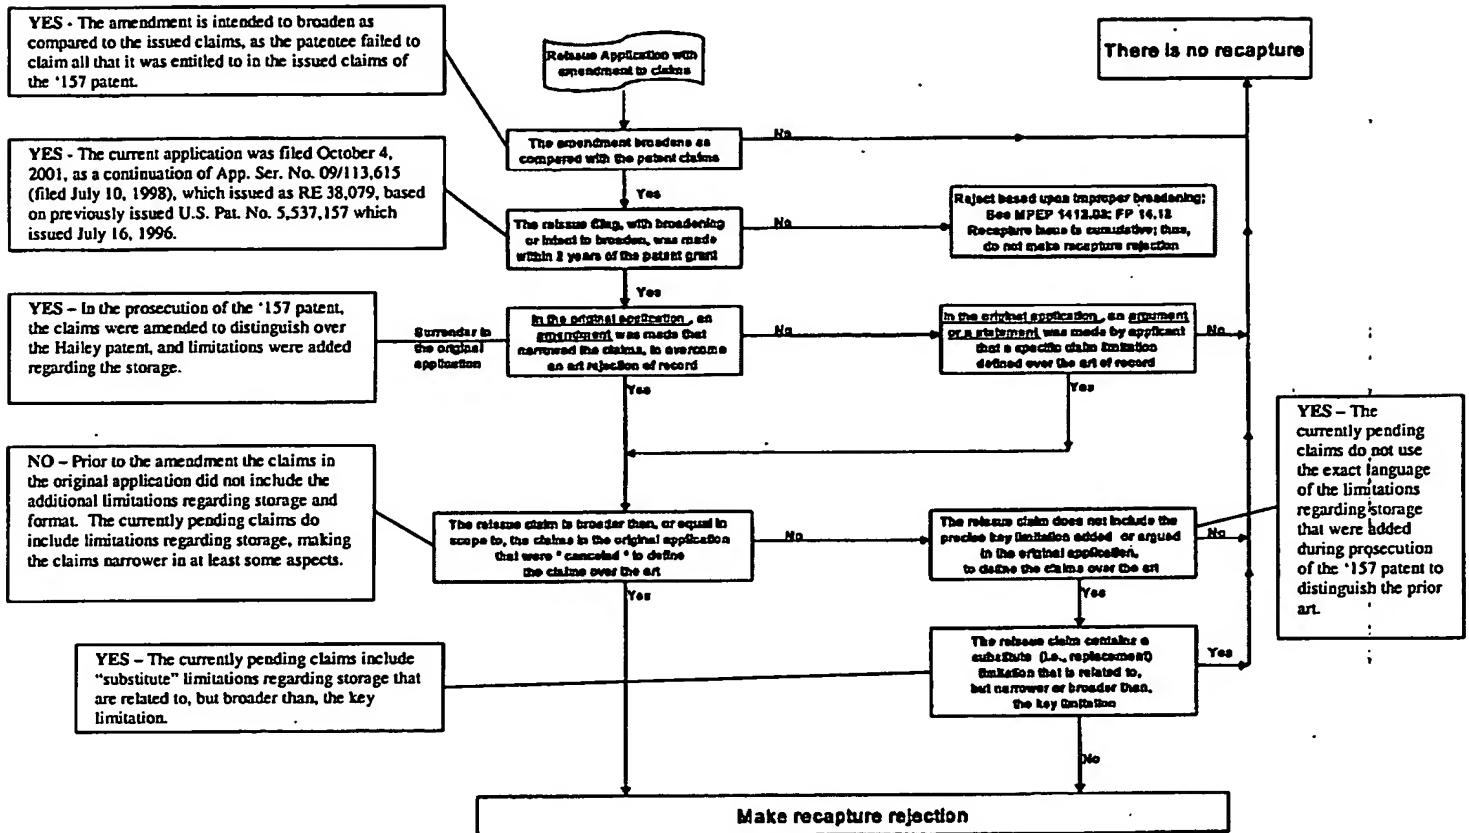 YES - The amendment is intended to broaden as
compared to the issued claims, as the patentee failed to
claim all that it was entitled to in the issued claims of
the '157 patent.
Reissue Application with
amendment to claims
There is no recapture
The amendment broadens as
compared with the patent claims
No
Yes
YES - The current application was filed October 4,
2001, as a continuation of App. Ser. No. 09/113,615
(filed July 10, 1998), which issued as RE 38,079, based
on previously issued U.S. Pat. No. 5,537,157 which
issued July 16, 1996.
The reissue filing, with broadening
or intent to broaden, was made
within 2 years of the patent grant
No
Reject based upon improper broadening;
See MPEP 1412.03; FP 14.12
Recapture issue is cumulative; thus,
do not make recapture rejection
Yes
YES – In the prosecution of the '157 patent,
the claims were amended to distinguish over
the Hailey patent, and limitations were added
regarding the storage.
Surrender in
the original
application
In the original application, an
amendment was made that
narrowed the claims, to overcome
an art rejection of record
No
In the original application, an argument
or a statement was made by applicant
that a specific claim limitation
defined over the art of record
No
Yes
Yes
YES – The
currently pending
claims do not use
the exact language
of the limitations
regarding storage
that were added
during prosecution
of the '157 patent to
distinguish the prior
art.
NO – Prior to the amendment the claims in
the original application did not include the
additional limitations regarding storage and
format. The currently pending claims do
include limitations regarding storage, making
the claims narrower in at least some aspects.
The reissue claim is broader than, or equal in
scope to, the claims in the original application
that were "canceled" to define
the claims over the art
No
The reissue claim does not include the
precise key limitation added or argued
in the original application,
to define the claims over the art
No
Yes
Yes
YES – The currently pending claims include
"substitute" limitations regarding storage that
are related to, but broader than, the key
limitation.
The reissue claim contains a
substitute (i.e., replacement)
limitation that is related to,
but narrower or broader than,
the key limitation
Yes
No
Make recapture rejection